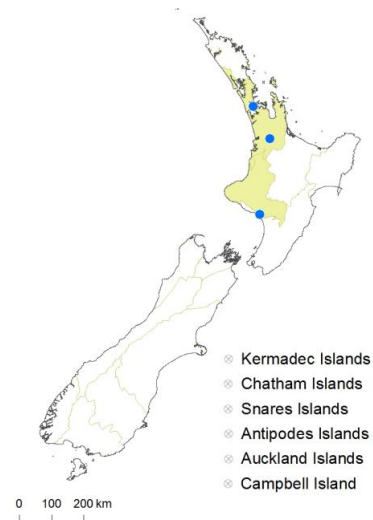 Kermadec Islands
Chatham Islands
Snares Islands
Antipodes Islands
Auckland Islands
Campbell Island
0 100 200 km